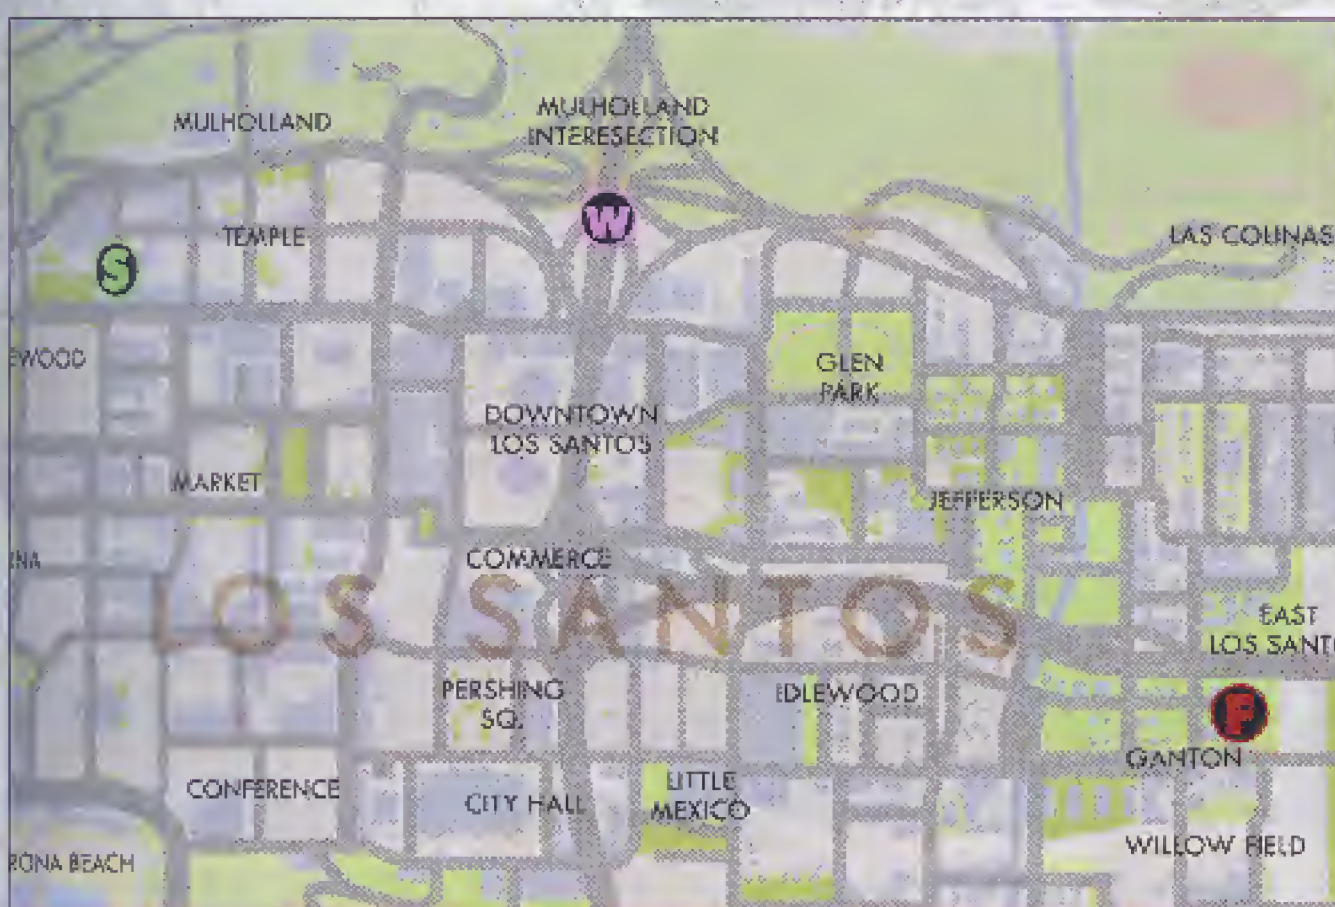 MULHOLLAND
MULHOLLAND
INTERESECTION
W
LAS COLINAS
TEMPLE
S
EWOOD
GLEN
PARK
DOWNTOWN
LOS SANTOS
MARKET
JEFFERSON
COMMERCE
NA
LOS SANTOS
EAST
LOS SANT
PERSHING
SQ.
IDLEWOOD
F
GANTON
CONFERENCE
CITY HALL
LITTLE
MEXICO
WILLOW FIELD
RONA BEACH